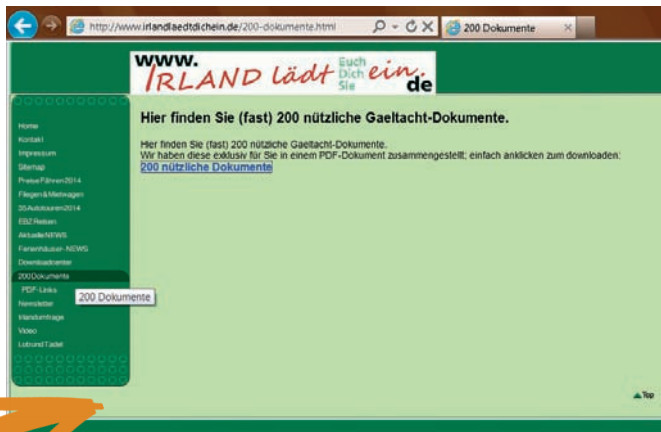 http://www.irlandlaedtdichein.de/200-dokumente.html
200 Dokumente
www.
IRLAND lädt Euch Dich Sie ein.
de
Hier finden Sie (fast) 200 nützliche Gaeltacht-Dokumente.
Hier finden Sie (fast) 200 nützliche Gaeltacht-Dokumente.
Wir haben diese exklusiv für Sie in einem PDF-Dokument zusammengestellt; einfach anklicken zum downloaden:
200 nützliche Dokumente
Home
Kontakt
Impressum
Sitemap
Preise Fähren 2014
Fliegen & Mietwagen
35 Autotouren 2014
EBZ Reisen
Aktuelle NEWS
Ferienhäuser-NEWS
Downloadcenter
200 Dokumente
PDF-Links
200 Dokumente
Newsletter
Irlandumfrage
Video
Lob und Tadel
Top